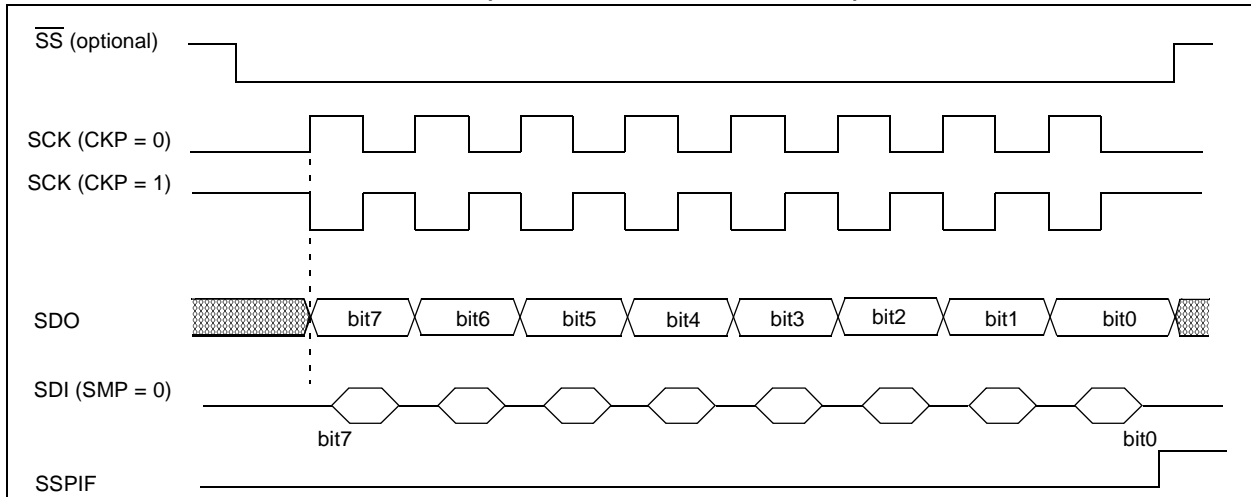 S̅S̅ (optional)
SCK (CKP = 0)
SCK (CKP = 1)
SDO
bit7 bit6 bit5 bit4 bit3 bit2 bit1 bit0
SDI (SMP = 0)
bit7 bit0
SSPIF